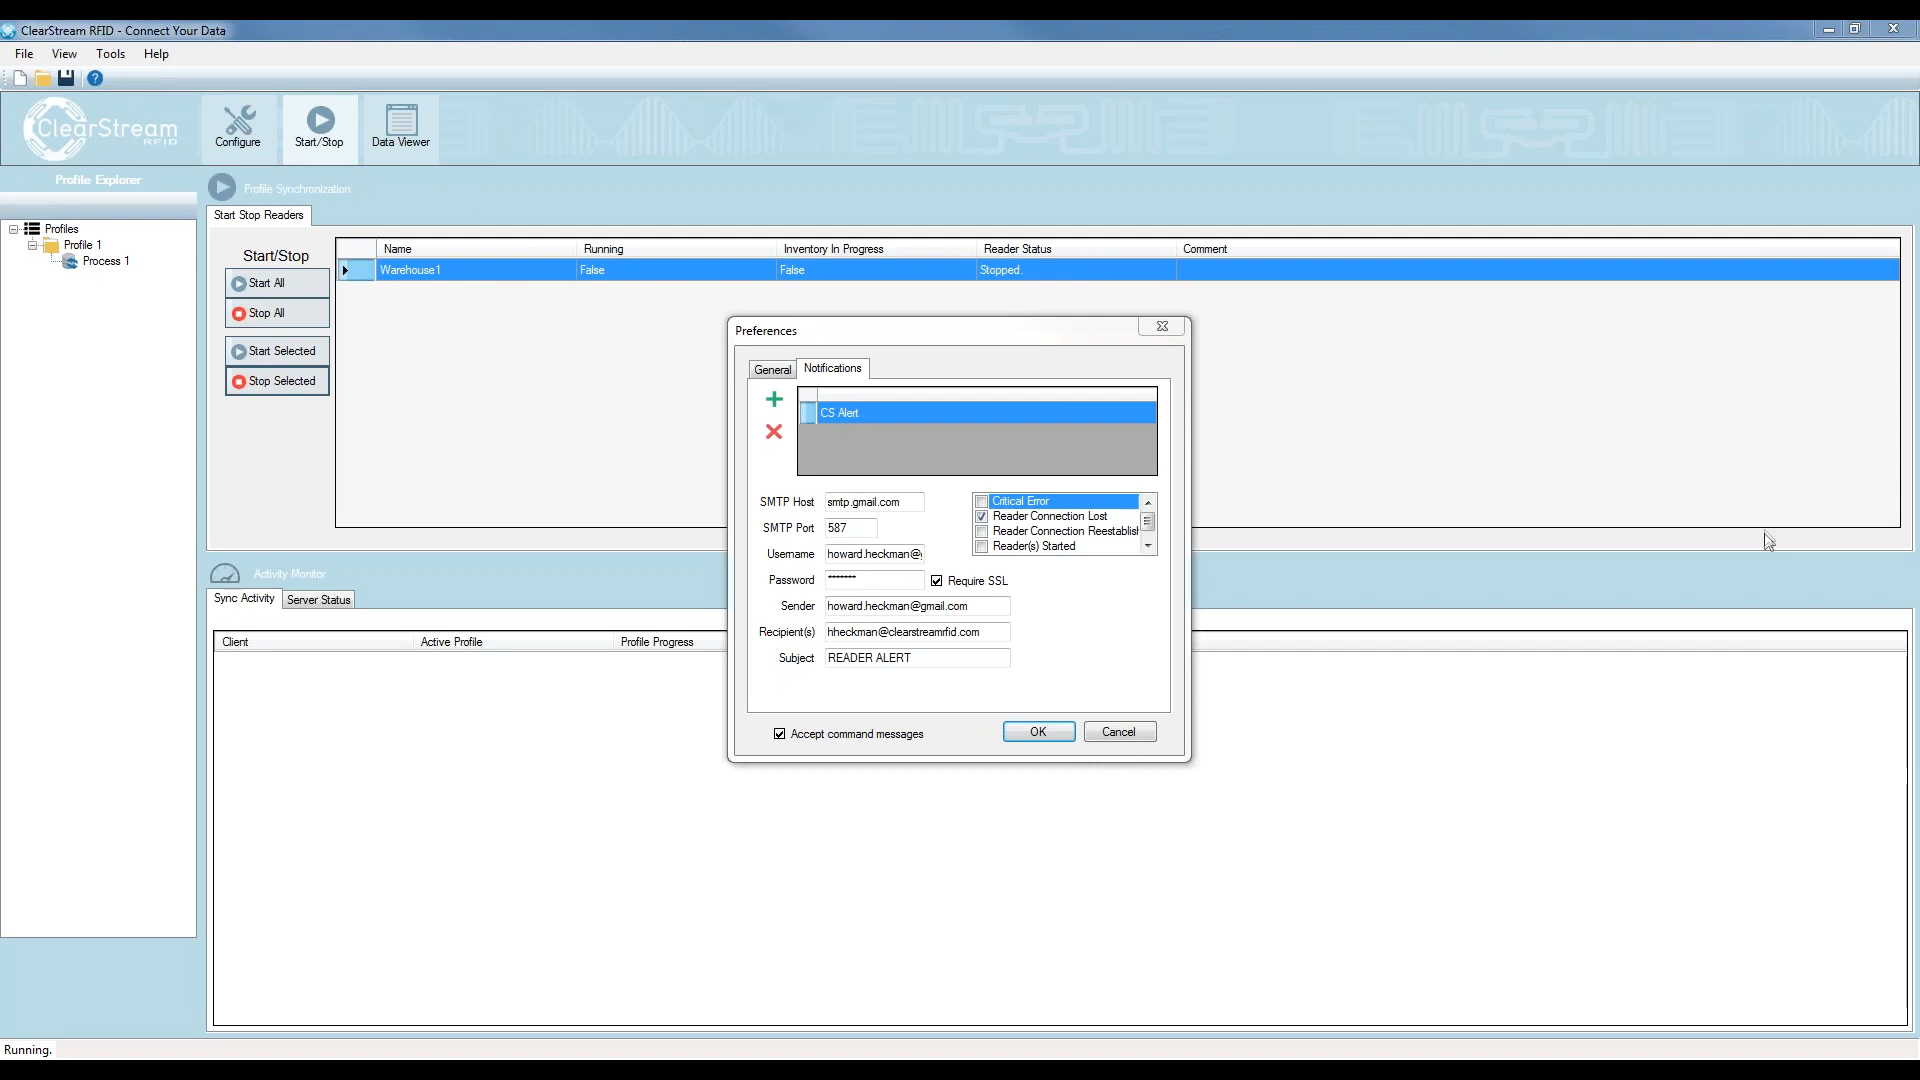 ClearStream RFID - Connect Your Data
File View Tools Help
ClearStream
RFID
Configure
Start/Stop
Data Viewer
Profile Explorer
Profiles
Profile 1
Process 1
Profile Synchronization
Start Stop Readers
Start/Stop
Start All
Stop All
Start Selected
Stop Selected
Name Running Inventory In Progress Reader Status Comment
Warehouse1 False False Stopped.
Preferences
General Notifications
CS Alert
SMTP Host smtp.gmail.com
SMTP Port 587
Username howard.heckman@
Password *******
Require SSL
Sender howard.heckman@gmail.com
Recipient(s) hheckman@clearstreamrfid.com
Subject READER ALERT
Critical Error
Reader Connection Lost
Reader Connection Reestablish
Reader(s) Started
Accept command messages
OK
Cancel
Activity Monitor
Sync Activity Server Status
Client Active Profile Profile Progress
Running.